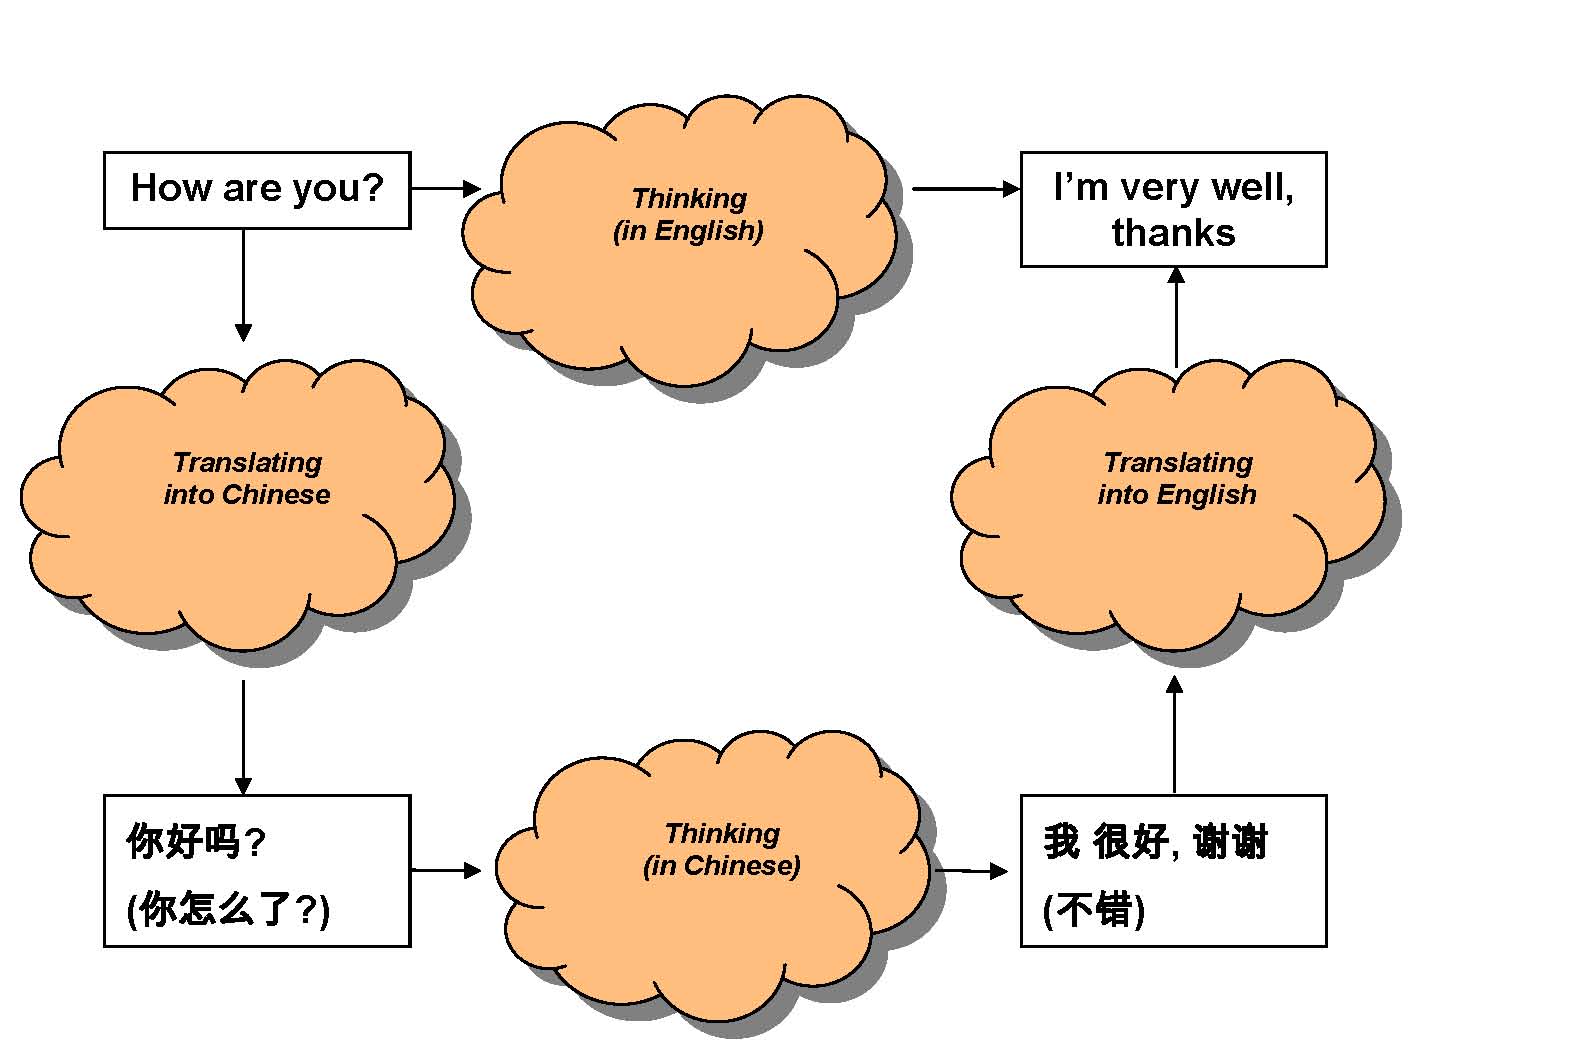 How are you?
Thinking
(in English)
I'm very well,
thanks
Translating
into Chinese
Translating
into English
你好吗?
(你怎么了?)
Thinking
(in Chinese)
我 很好, 谢谢
(不错)